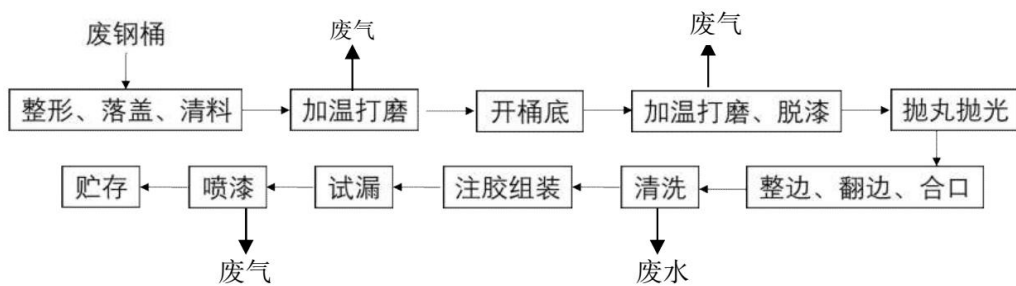 废钢桶
废气
废气
整形、落盖、清料
加温打磨
开桶底
加温打磨、脱漆
抛丸抛光
贮存
喷漆
试漏
注胶组装
清洗
整边、翻边、合口
废气
废水